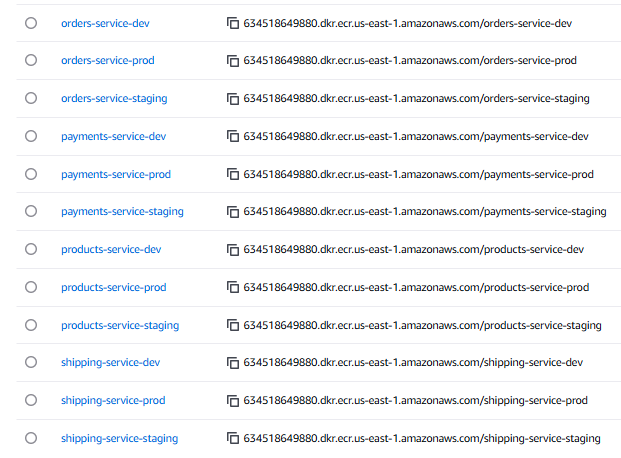 orders-service-dev 634518649880.dkr.ecr.us-east-1.amazonaws.com/orders-service-dev
orders-service-prod 634518649880.dkr.ecr.us-east-1.amazonaws.com/orders-service-prod
orders-service-staging 634518649880.dkr.ecr.us-east-1.amazonaws.com/orders-service-staging
payments-service-dev 634518649880.dkr.ecr.us-east-1.amazonaws.com/payments-service-dev
payments-service-prod 634518649880.dkr.ecr.us-east-1.amazonaws.com/payments-service-prod
payments-service-staging 634518649880.dkr.ecr.us-east-1.amazonaws.com/payments-service-staging
products-service-dev 634518649880.dkr.ecr.us-east-1.amazonaws.com/products-service-dev
products-service-prod 634518649880.dkr.ecr.us-east-1.amazonaws.com/products-service-prod
products-service-staging 634518649880.dkr.ecr.us-east-1.amazonaws.com/products-service-staging
shipping-service-dev 634518649880.dkr.ecr.us-east-1.amazonaws.com/shipping-service-dev
shipping-service-prod 634518649880.dkr.ecr.us-east-1.amazonaws.com/shipping-service-prod
shipping-service-staging 634518649880.dkr.ecr.us-east-1.amazonaws.com/shipping-service-staging